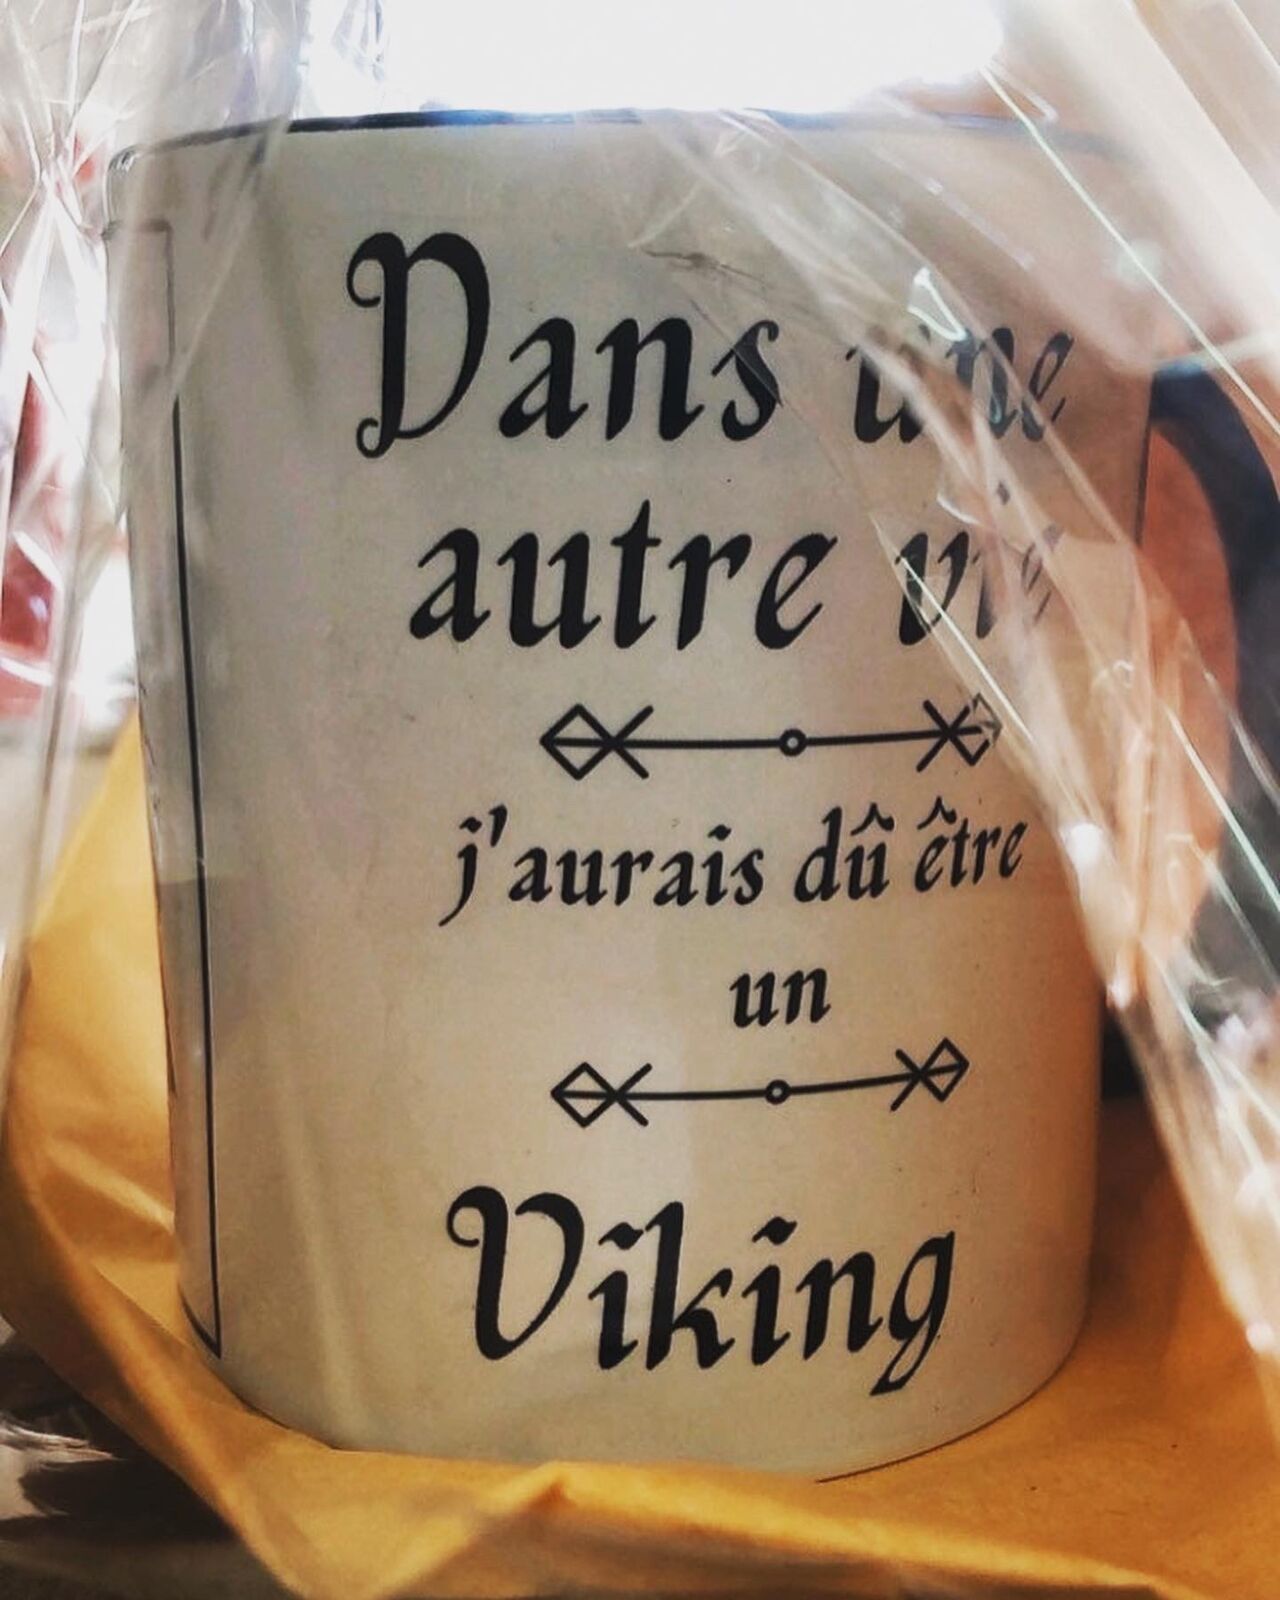 Dans une
autre vie
j'aurais dû être
un
Viking